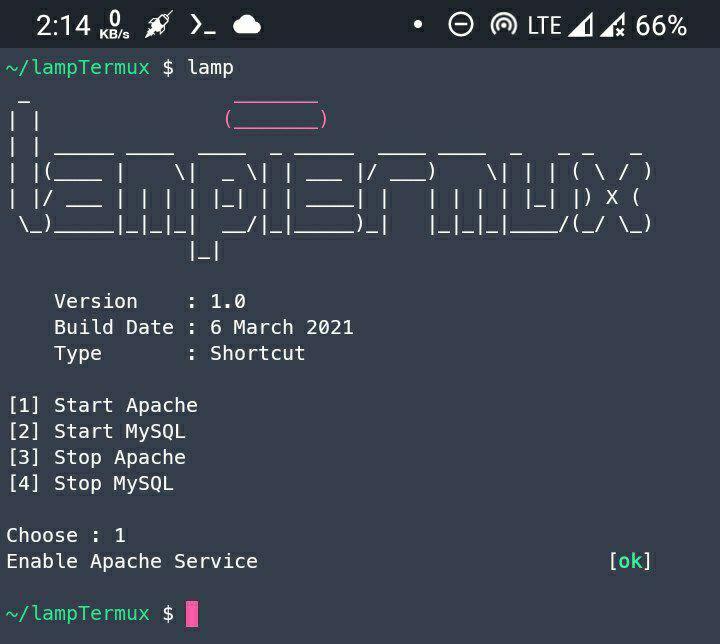 2:14 0 KB/s LTE 66%
~/lampTermux $ lamp
lampTermux
Version : 1.0
Build Date : 6 March 2021
Type : Shortcut
[1] Start Apache
[2] Start MySQL
[3] Stop Apache
[4] Stop MySQL
Choose : 1
Enable Apache Service [ok]
~/lampTermux $